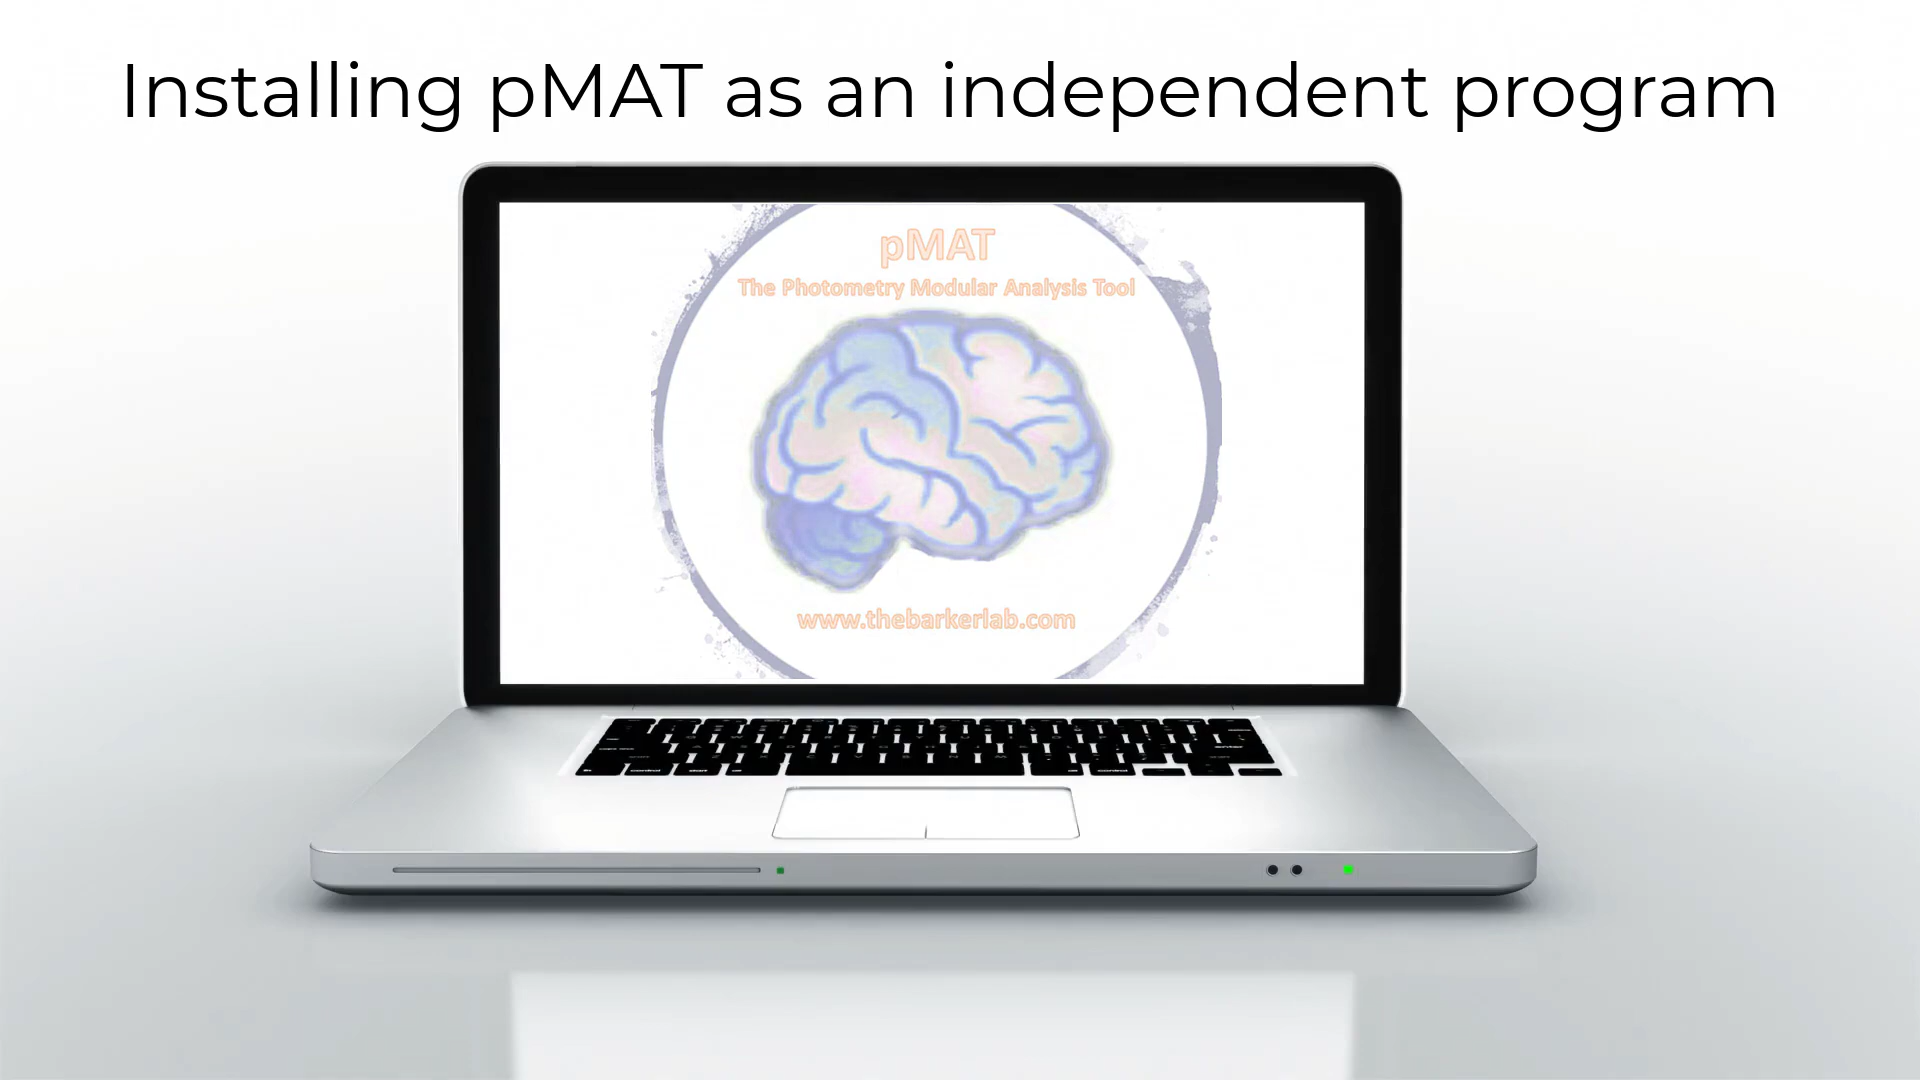 Installing pMAT as an independent program
pMAT
The Photometry Modular Analysis Tool
www.thebarkerlab.com